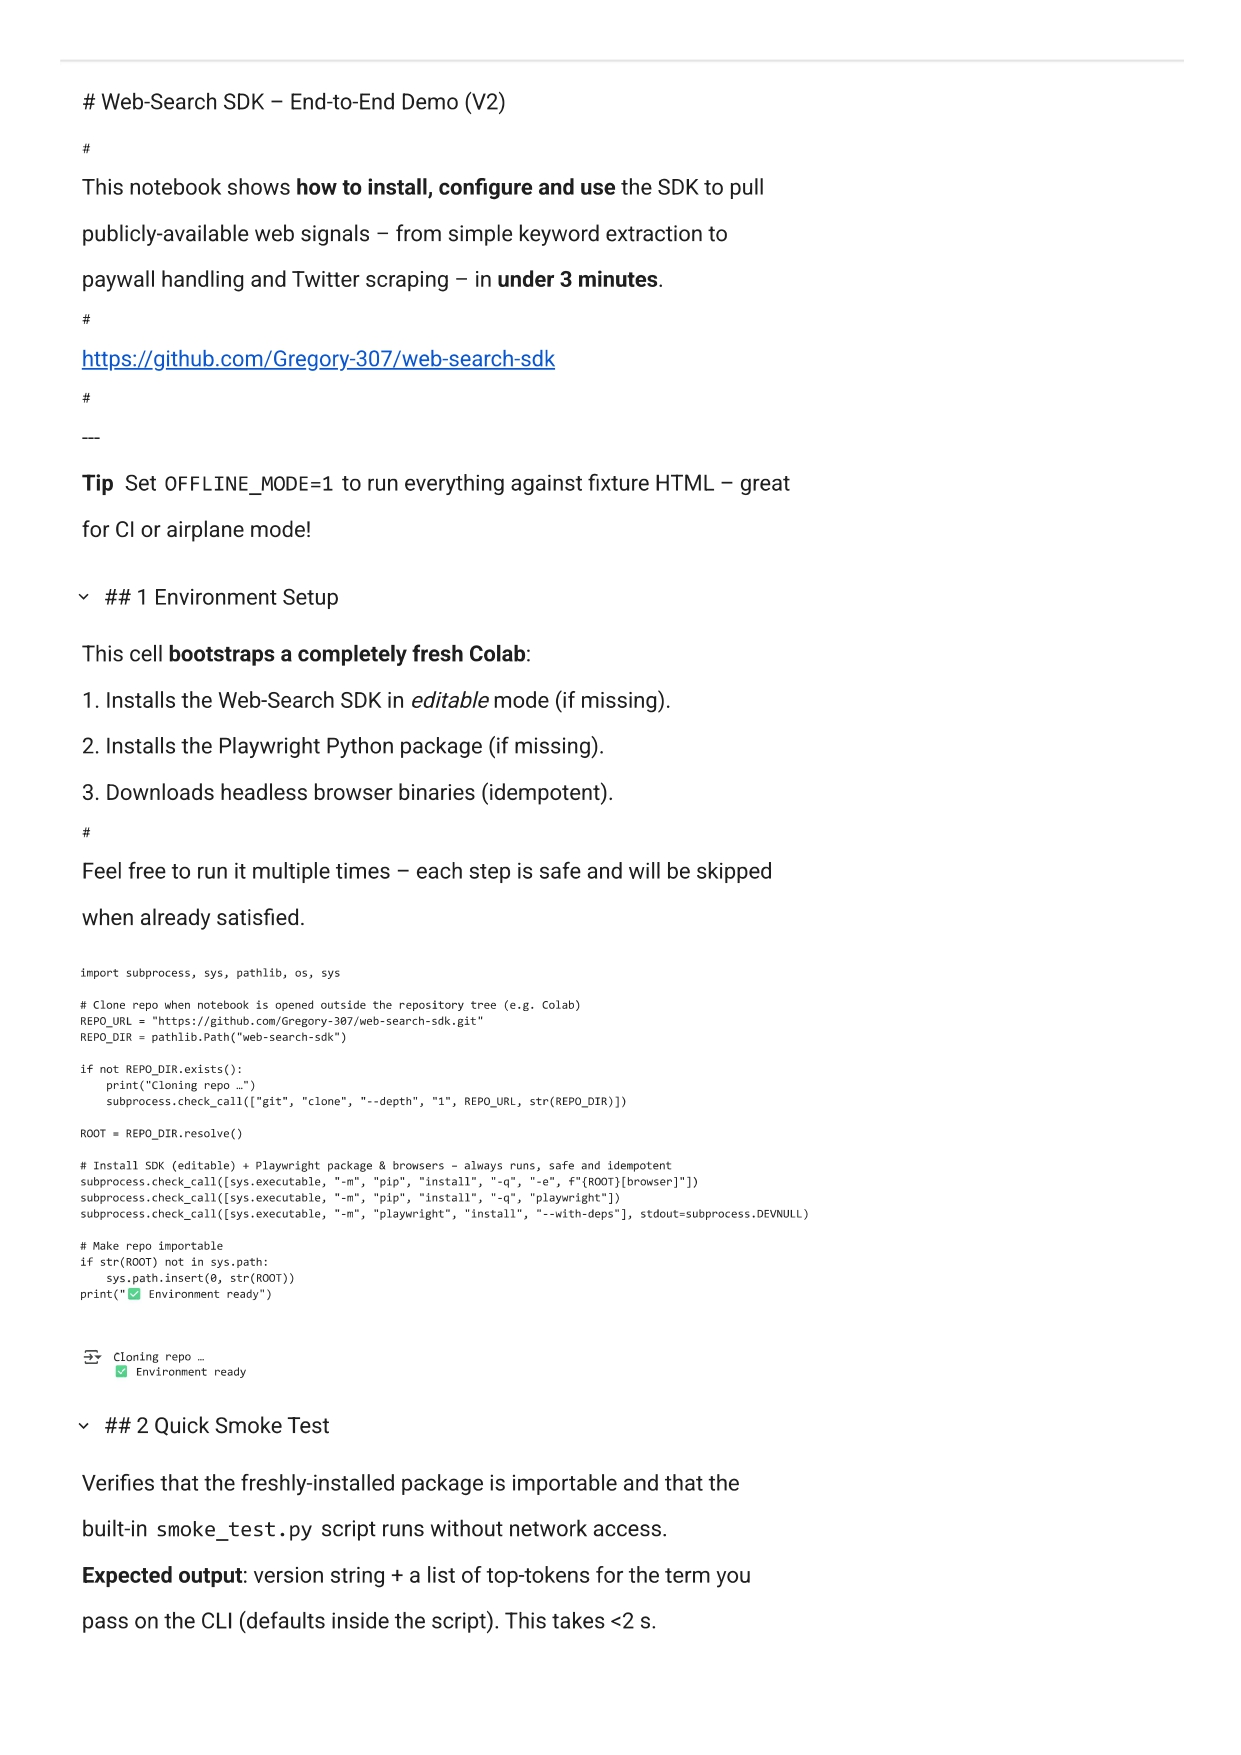 # Web-Search SDK – End-to-End Demo (V2)
#
This notebook shows how to install, configure and use the SDK to pull
publicly-available web signals – from simple keyword extraction to
paywall handling and Twitter scraping – in under 3 minutes.
#
https://github.com/Gregory-307/web-search-sdk
#
---
Tip Set OFFLINE_MODE=1 to run everything against fixture HTML – great
for CI or airplane mode!
## 1 Environment Setup
This cell bootstraps a completely fresh Colab:
1. Installs the Web-Search SDK in editable mode (if missing).
2. Installs the Playwright Python package (if missing).
3. Downloads headless browser binaries (idempotent).
#
Feel free to run it multiple times – each step is safe and will be skipped
when already satisfied.
import subprocess, sys, pathlib, os, sys
# Clone repo when notebook is opened outside the repository tree (e.g. Colab)
REPO_URL = "https://github.com/Gregory-307/web-search-sdk.git"
REPO_DIR = pathlib.Path("web-search-sdk")
if not REPO_DIR.exists():
    print("Cloning repo …")
    subprocess.check_call(["git", "clone", "--depth", "1", REPO_URL, str(REPO_DIR)])
ROOT = REPO_DIR.resolve()
# Install SDK (editable) + Playwright package & browsers – always runs, safe and idempotent
subprocess.check_call([sys.executable, "-m", "pip", "install", "-q", "-e", f"{ROOT}[browser]"])
subprocess.check_call([sys.executable, "-m", "pip", "install", "-q", "playwright"])
subprocess.check_call([sys.executable, "-m", "playwright", "install", "--with-deps"], stdout=subprocess.DEVNULL)
# Make repo importable
if str(ROOT) not in sys.path:
    sys.path.insert(0, str(ROOT))
print("✅ Environment ready")
Cloning repo …
✅ Environment ready
## 2 Quick Smoke Test
Verifies that the freshly-installed package is importable and that the
built-in smoke_test.py script runs without network access.
Expected output: version string + a list of top-tokens for the term you
pass on the CLI (defaults inside the script). This takes <2 s.